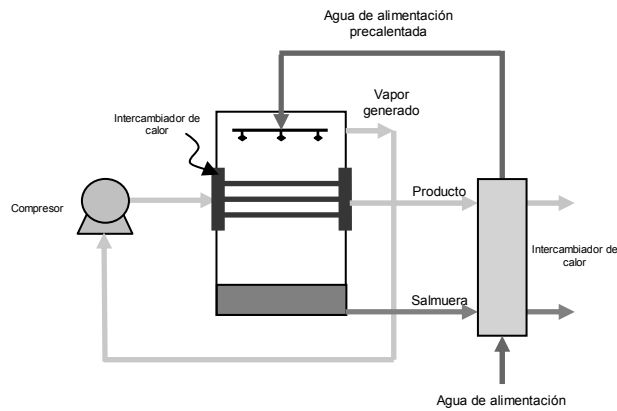 Agua de alimentación
precalentada
Vapor
generado
Intercambiador de
calor
Compresor
Producto
Intercambiador de
calor
Salmuera
Agua de alimentación